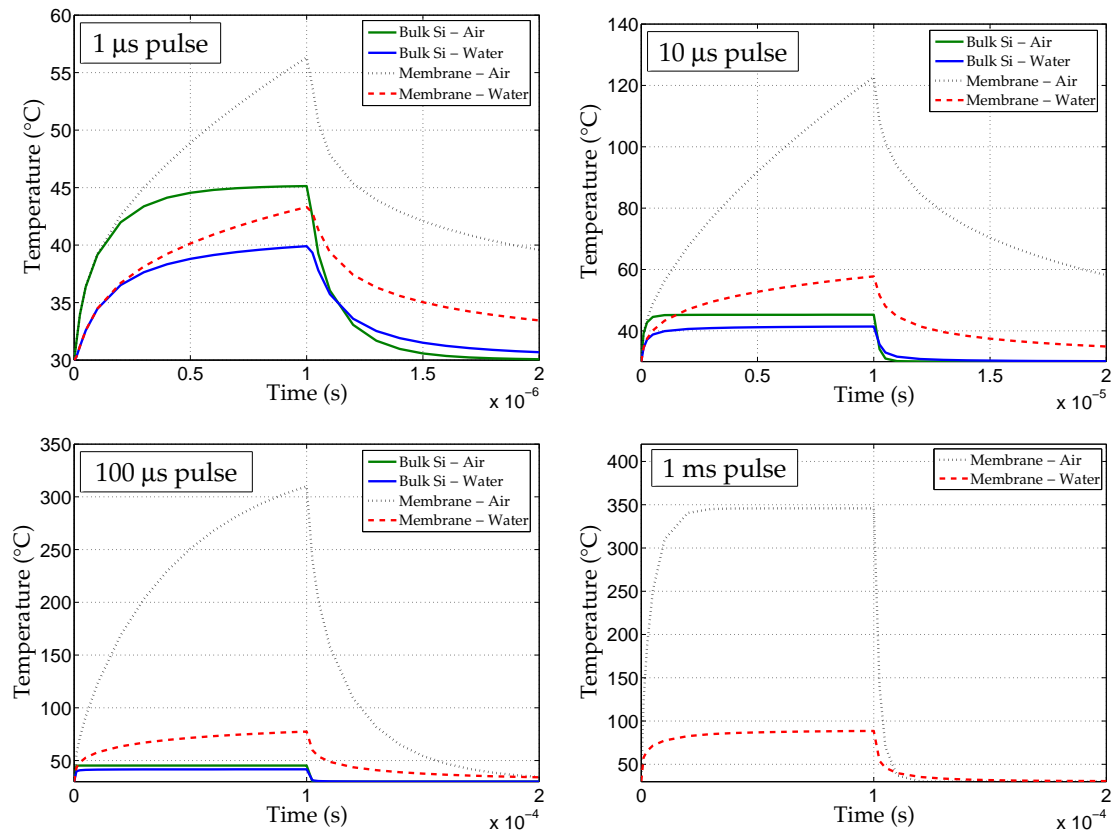 1 µs pulse
Bulk Si – Air
Bulk Si – Water
Membrane – Air
Membrane – Water
Temperature (°C)
60
55
50
45
40
35
30
0
0.5
1
1.5
2
Time (s)
x 10⁻⁶
10 µs pulse
Bulk Si – Air
Bulk Si – Water
Membrane – Air
Membrane – Water
Temperature (°C)
140
120
100
80
60
40
0
0.5
1
1.5
2
Time (s)
x 10⁻⁵
100 µs pulse
Bulk Si – Air
Bulk Si – Water
Membrane – Air
Membrane – Water
Temperature (°C)
350
300
250
200
150
100
50
0
1
2
Time (s)
x 10⁻⁴
1 ms pulse
Membrane – Air
Membrane – Water
Temperature (°C)
400
350
300
250
200
150
100
50
0
1
2
Time (s)
x 10⁻⁴